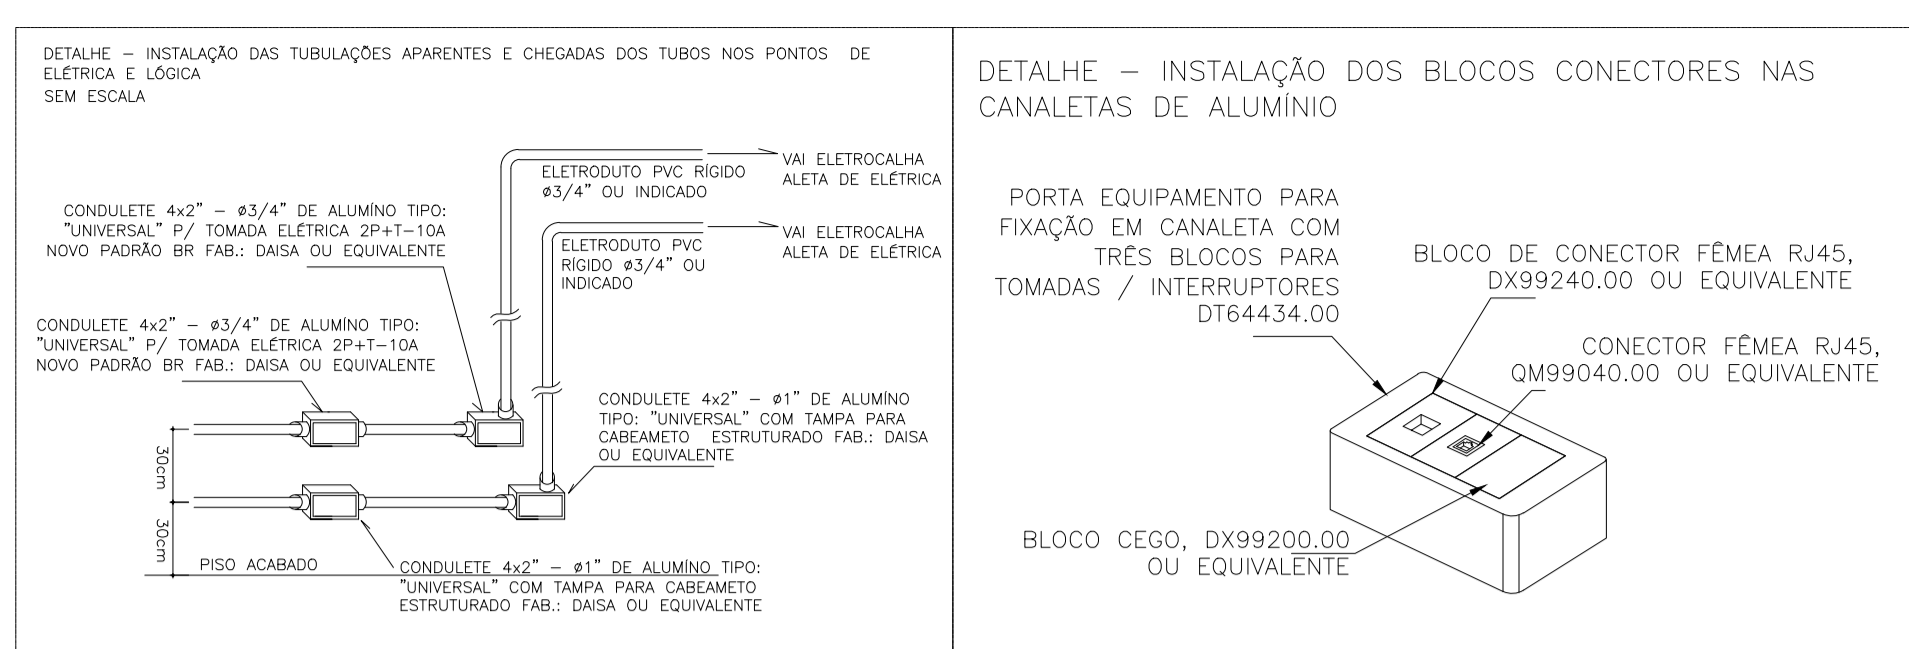 DETALHE – INSTALAÇÃO DAS TUBULAÇÕES APARENTES E CHEGADAS DOS TUBOS NOS PONTOS DE
ELÉTRICA E LÓGICA
SEM ESCALA
ELETRODUTO PVC RÍGIDO
ø3/4" OU INDICADO
VAI ELETROCALHA
ALETA DE ELÉTRICA
CONDULETE 4x2" – ø3/4" DE ALUMÍNO TIPO:
"UNIVERSAL" P/ TOMADA ELÉTRICA 2P+T-10A
NOVO PADRÃO BR FAB.: DAISA OU EQUIVALENTE
ELETRODUTO PVC
RÍGIDO ø3/4" OU
INDICADO
VAI ELETROCALHA
ALETA DE ELÉTRICA
CONDULETE 4x2" – ø3/4" DE ALUMÍNO TIPO:
"UNIVERSAL" P/ TOMADA ELÉTRICA 2P+T-10A
NOVO PADRÃO BR FAB.: DAISA OU EQUIVALENTE
CONDULETE 4x2" – ø1" DE ALUMÍNO
TIPO: "UNIVERSAL" COM TAMPA PARA
CABEAMETO ESTRUTURADO FAB.: DAISA
OU EQUIVALENTE
30cm
30cm
PISO ACABADO
CONDULETE 4x2" – ø1" DE ALUMÍNO TIPO:
"UNIVERSAL" COM TAMPA PARA CABEAMETO
ESTRUTURADO FAB.: DAISA OU EQUIVALENTE
DETALHE – INSTALAÇÃO DOS BLOCOS CONECTORES NAS
CANALETAS DE ALUMÍNIO
PORTA EQUIPAMENTO PARA
FIXAÇÃO EM CANALETA COM
TRÊS BLOCOS PARA
TOMADAS / INTERRUPTORES
DT64434.00
BLOCO DE CONECTOR FÊMEA RJ45,
DX99240.00 OU EQUIVALENTE
CONECTOR FÊMEA RJ45,
QM99040.00 OU EQUIVALENTE
BLOCO CEGO, DX99200.00
OU EQUIVALENTE